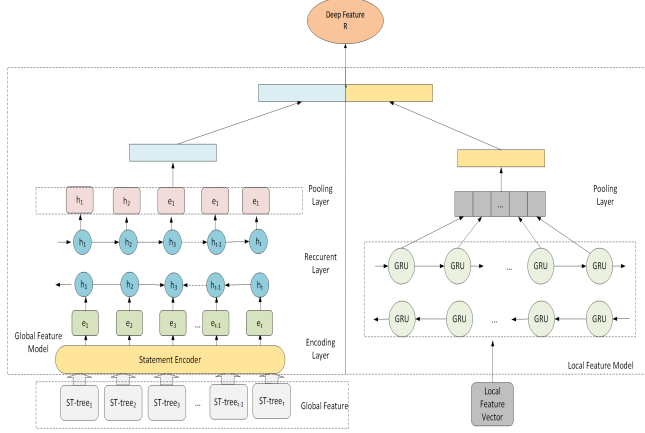 Deep Feature
R
h1 h2 e1 e1 e1
Pooling
Layer
Pooling
Layer
...
h1 h2 h3 ht-1 ht
Reccurent
Layer
GRU GRU ... GRU GRU
h1 h2 h3 ht-1 ht
GRU GRU ... GRU GRU
e1 e2 e3 ... et-1 et
Global Feature
Model
Encoding
Layer
Statement Encoder
Local Feature Model
ST-tree1 ST-tree2 ST-tree3 ... ST-treet-1 ST-treet
Global Feature
Local
Feature
Vector